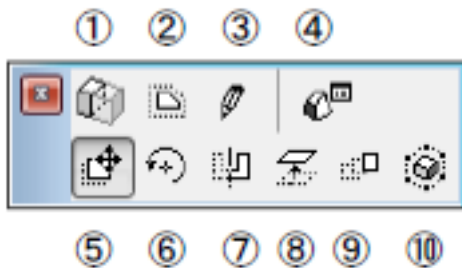 ① ② ③ ④
⑤ ⑥ ⑦ ⑧ ⑨ ⑩